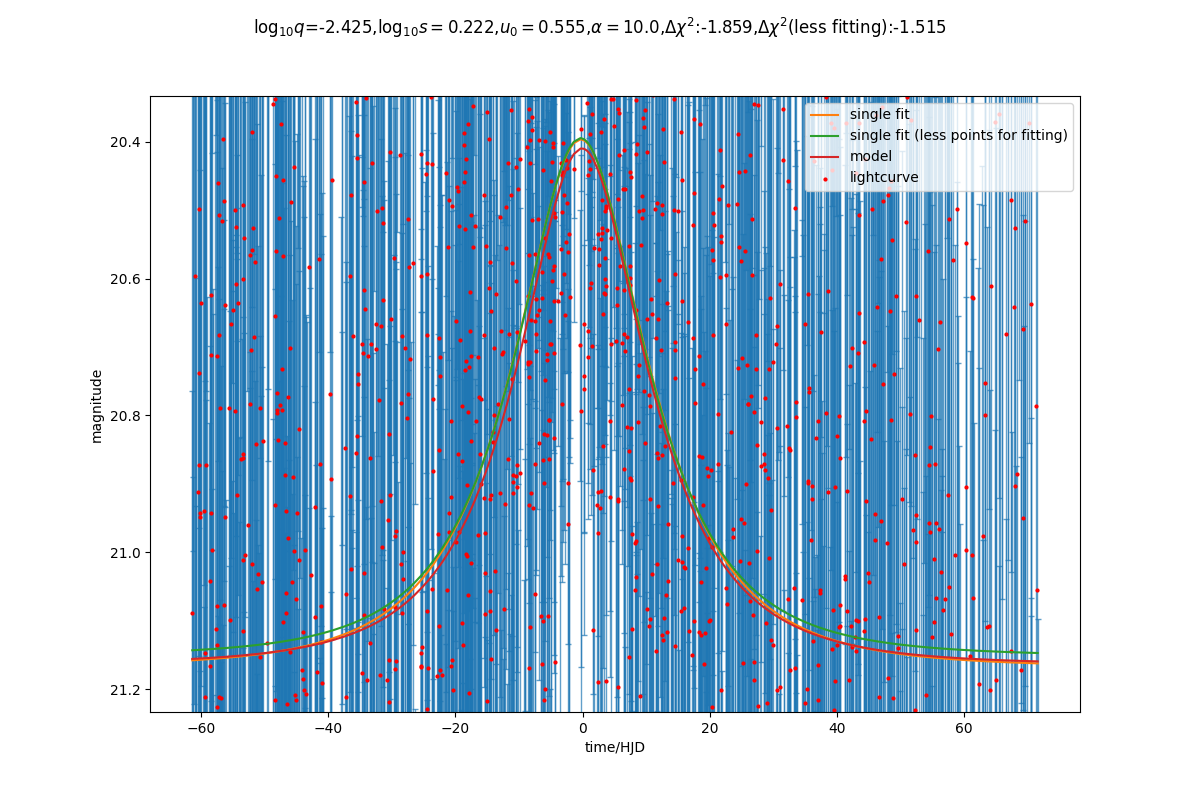 log₁₀q=-2.425,log₁₀s = 0.222,u₀ = 0.555,α = 10.0,Δχ²:-1.859,Δχ²(less fitting):-1.515
single fit
single fit (less points for fitting)
model
lightcurve
20.4
20.6
20.8
21.0
21.2
magnitude
−60
−40
−20
0
20
40
60
time/HJD